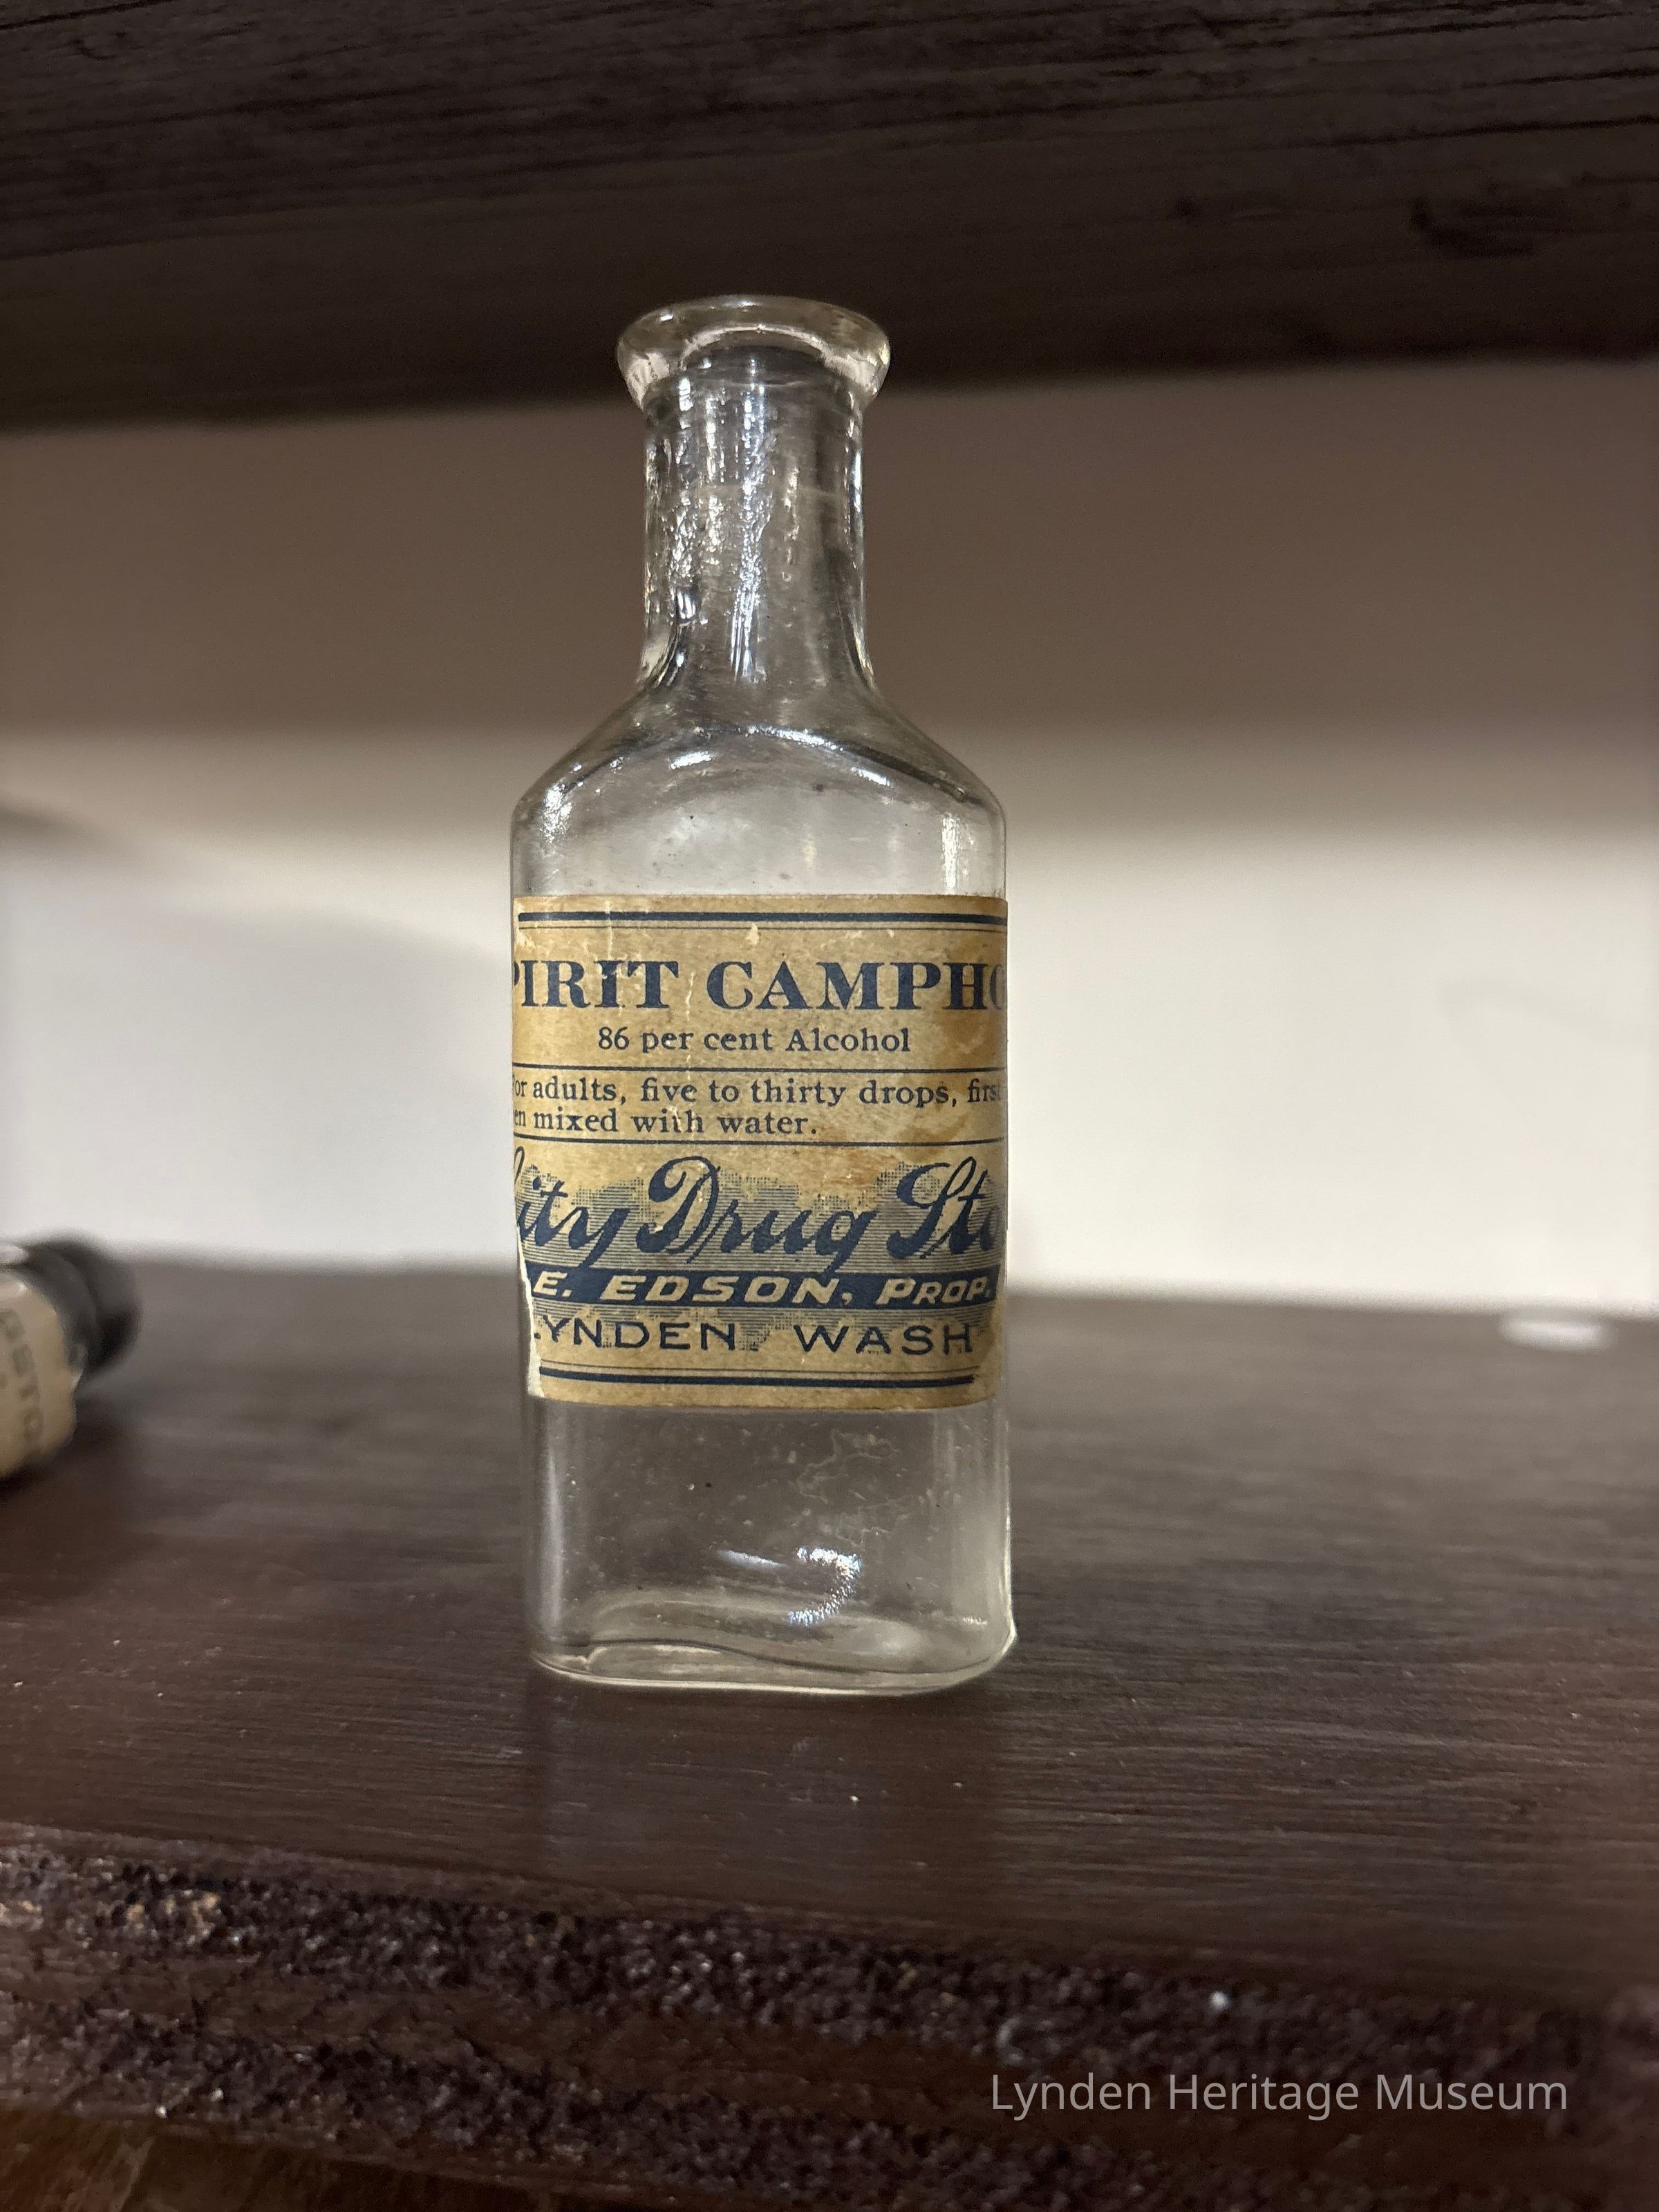 PIRIT CAMPHO
86 per cent Alcohol
For adults, five to thirty drops, first
en mixed with water.
City Drug Sto
E. EDSON, PROP.
LYNDEN, WASH
Lynden Heritage Museum